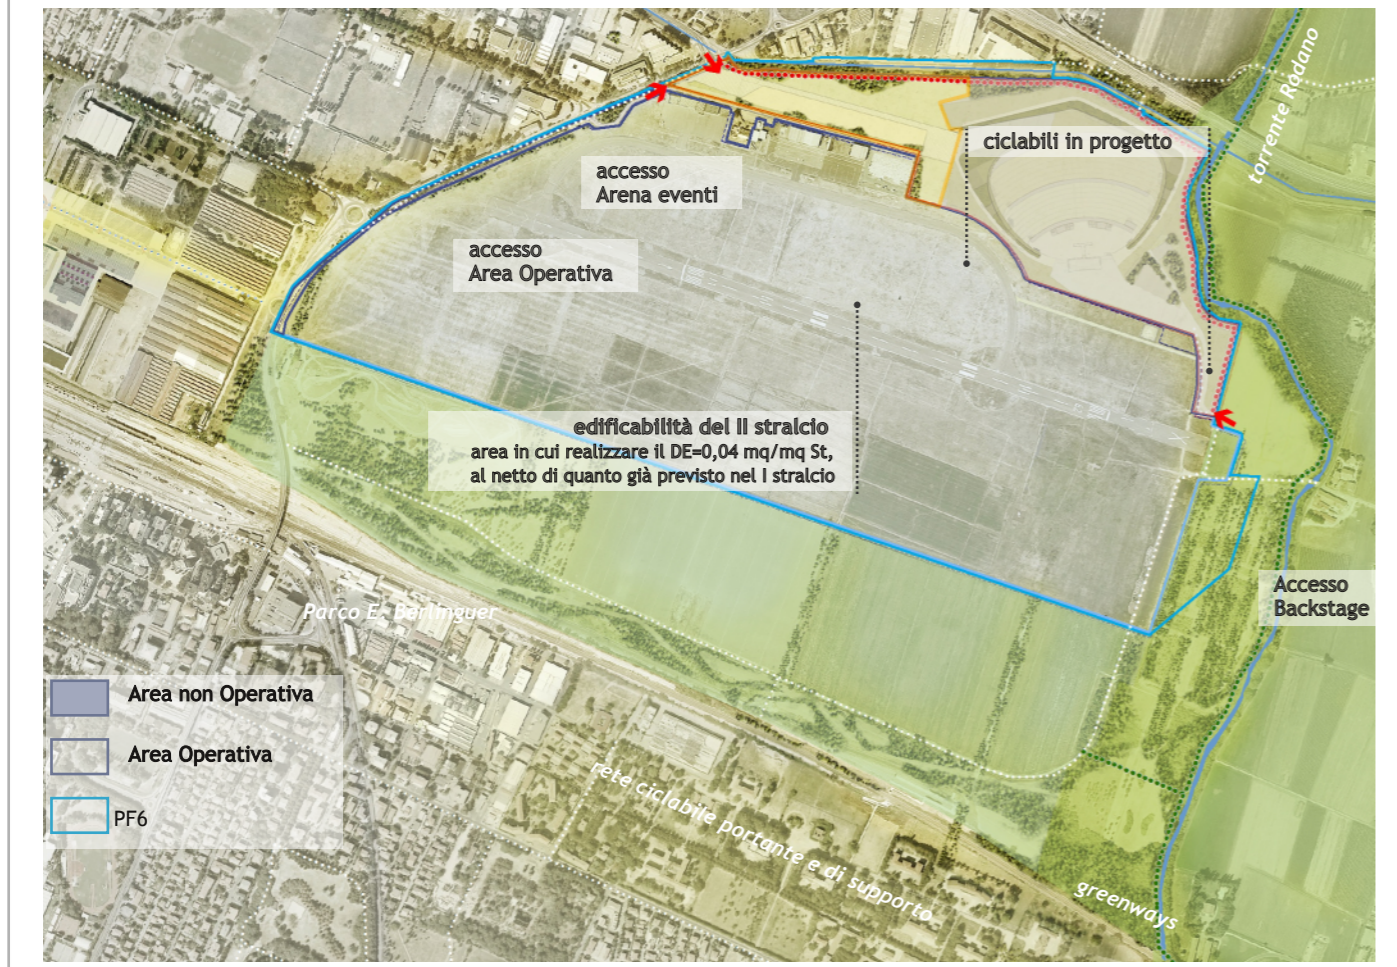 torrente Rodano
ciclabili in progetto
accesso
Arena eventi
accesso
Area Operativa
edificabilità del II stralcio
area in cui realizzare il DE=0,04 mq/mq St,
al netto di quanto già previsto nel I stralcio
Accesso
Backstage
Parco E. Berlinguer
Area non Operativa
Area Operativa
PF6
rete ciclabile portante e di supporto
greenways